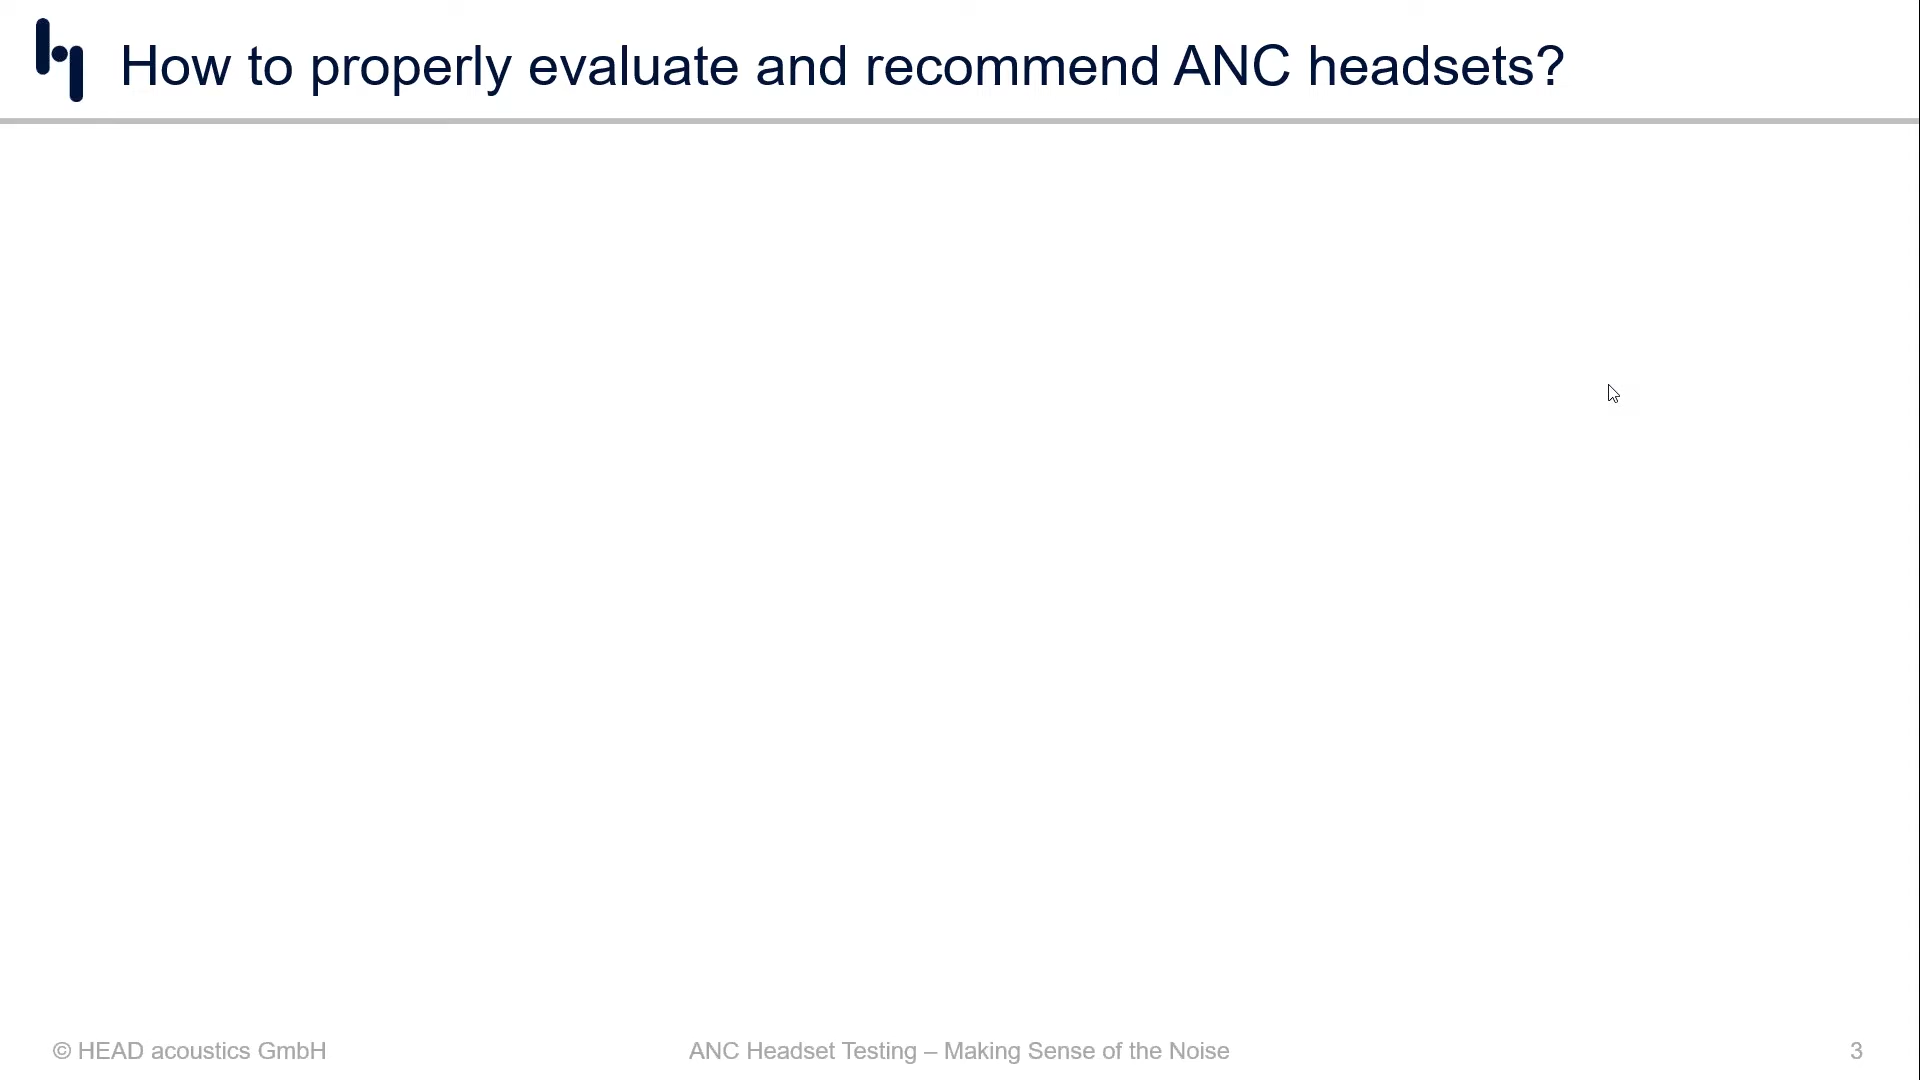 How to properly evaluate and recommend ANC headsets?
© HEAD acoustics GmbH
ANC Headset Testing – Making Sense of the Noise
3